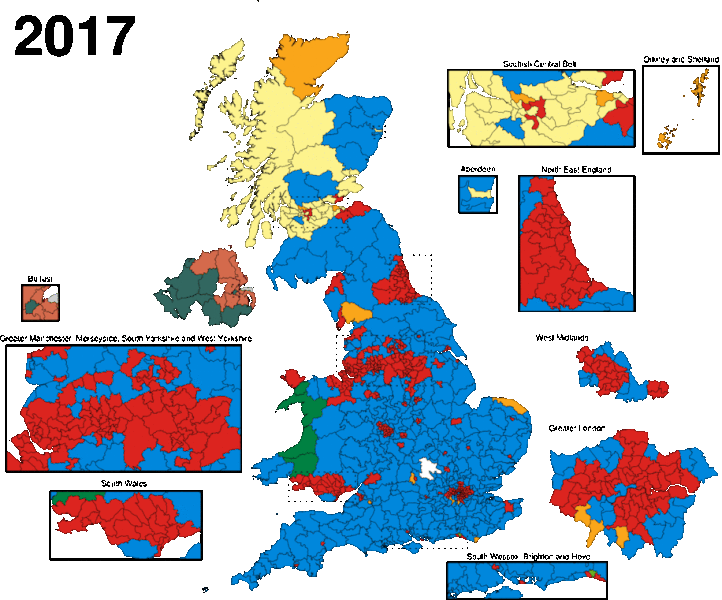 2017
Scottish Central Belt
Orkney and Shetland
Aberdeen
North East England
Belfast
Greater Manchester, Merseyside, South Yorkshire and West Yorkshire
West Midlands
Greater London
South Wales
South Wessex, Brighton and Hove